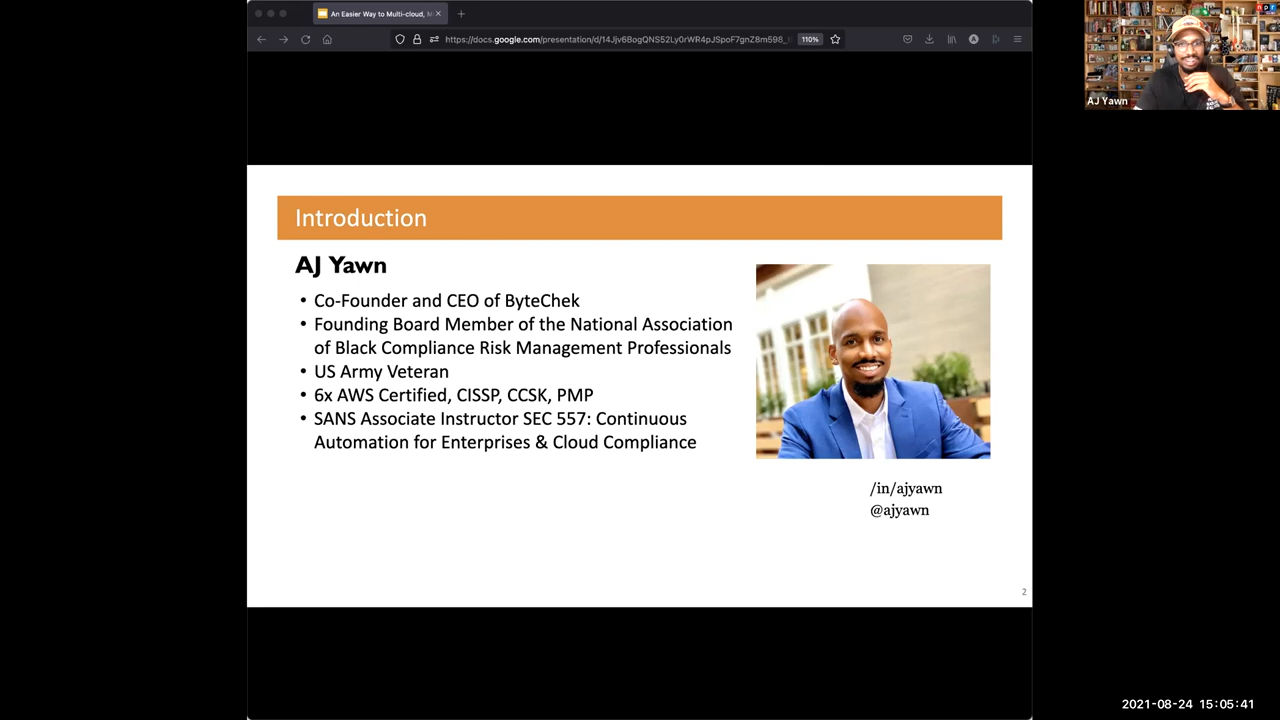 An Easier Way to Multi-cloud, M
https://docs.google.com/presentation/d/14Jjv6BogQNS52Ly0rWR4pJSpoF7gnZ8m598_
110%
AJ Yawn
Introduction
AJ Yawn
• Co-Founder and CEO of ByteChek
• Founding Board Member of the National Association
of Black Compliance Risk Management Professionals
• US Army Veteran
• 6x AWS Certified, CISSP, CCSK, PMP
• SANS Associate Instructor SEC 557: Continuous
Automation for Enterprises & Cloud Compliance
/in/ajyawn
@ajyawn
2
2021-08-24 15:05:41